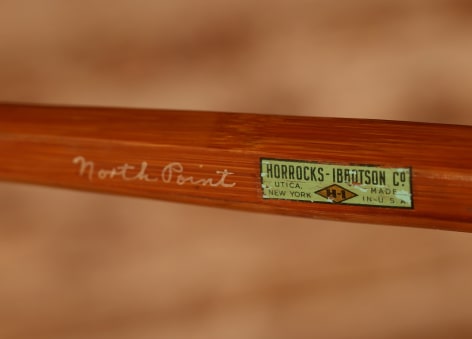 North Point
HORROCKS-IBBOTSON CO.
UTICA,
NEW YORK
H-I
MADE
IN U S A